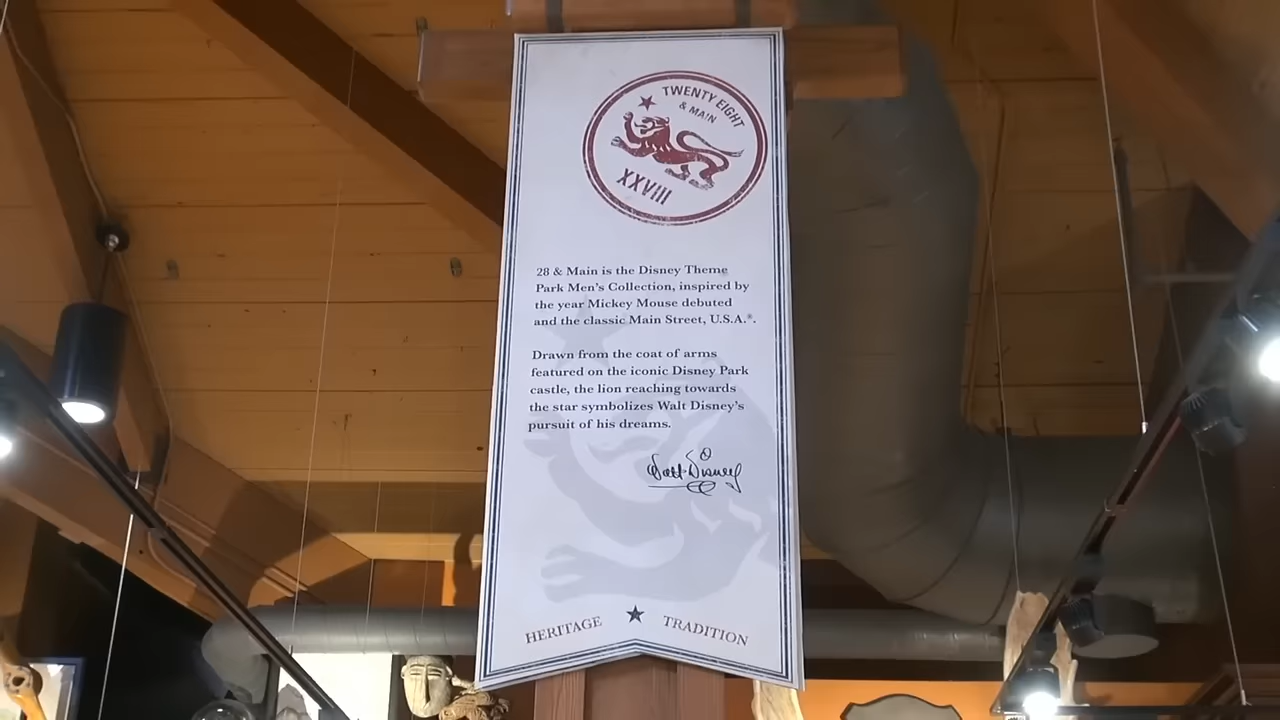 TWENTY EIGHT
& MAIN
XXVIII
28 & Main is the Disney Theme
Park Men's Collection, inspired by
the year Mickey Mouse debuted
and the classic Main Street, U.S.A.®.
Drawn from the coat of arms
featured on the iconic Disney Park
castle, the lion reaching towards
the star symbolizes Walt Disney's
pursuit of his dreams.
Walt Disney
HERITAGE ★ TRADITION